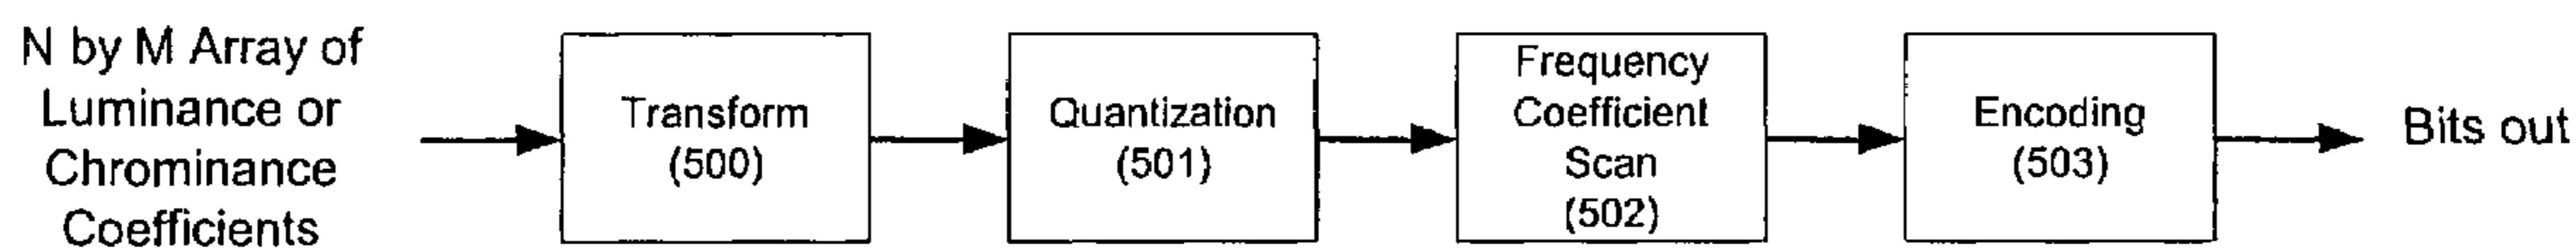 N by M Array of
Luminance or
Chrominance
Coefficients
Transform
(500)
Quantization
(501)
Frequency
Coefficient
Scan
(502)
Encoding
(503)
Bits out